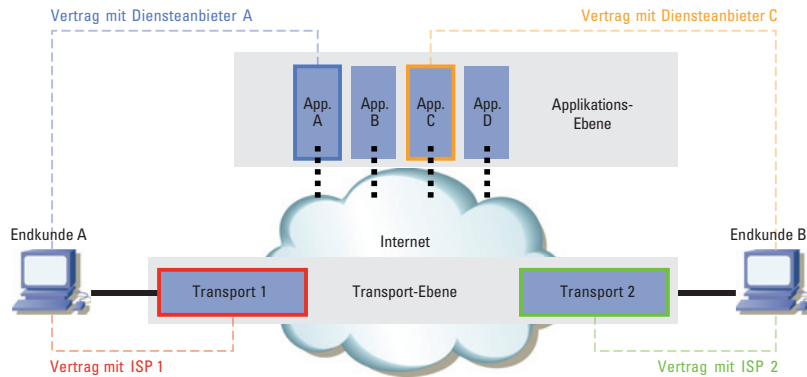 Vertrag mit Diensteanbieter A
Vertrag mit Diensteanbieter C
App.
A
App.
B
App.
C
App.
D
Applikations-
Ebene
Endkunde A
Internet
Endkunde B
Transport 1
Transport-Ebene
Transport 2
Vertrag mit ISP 1
Vertrag mit ISP 2